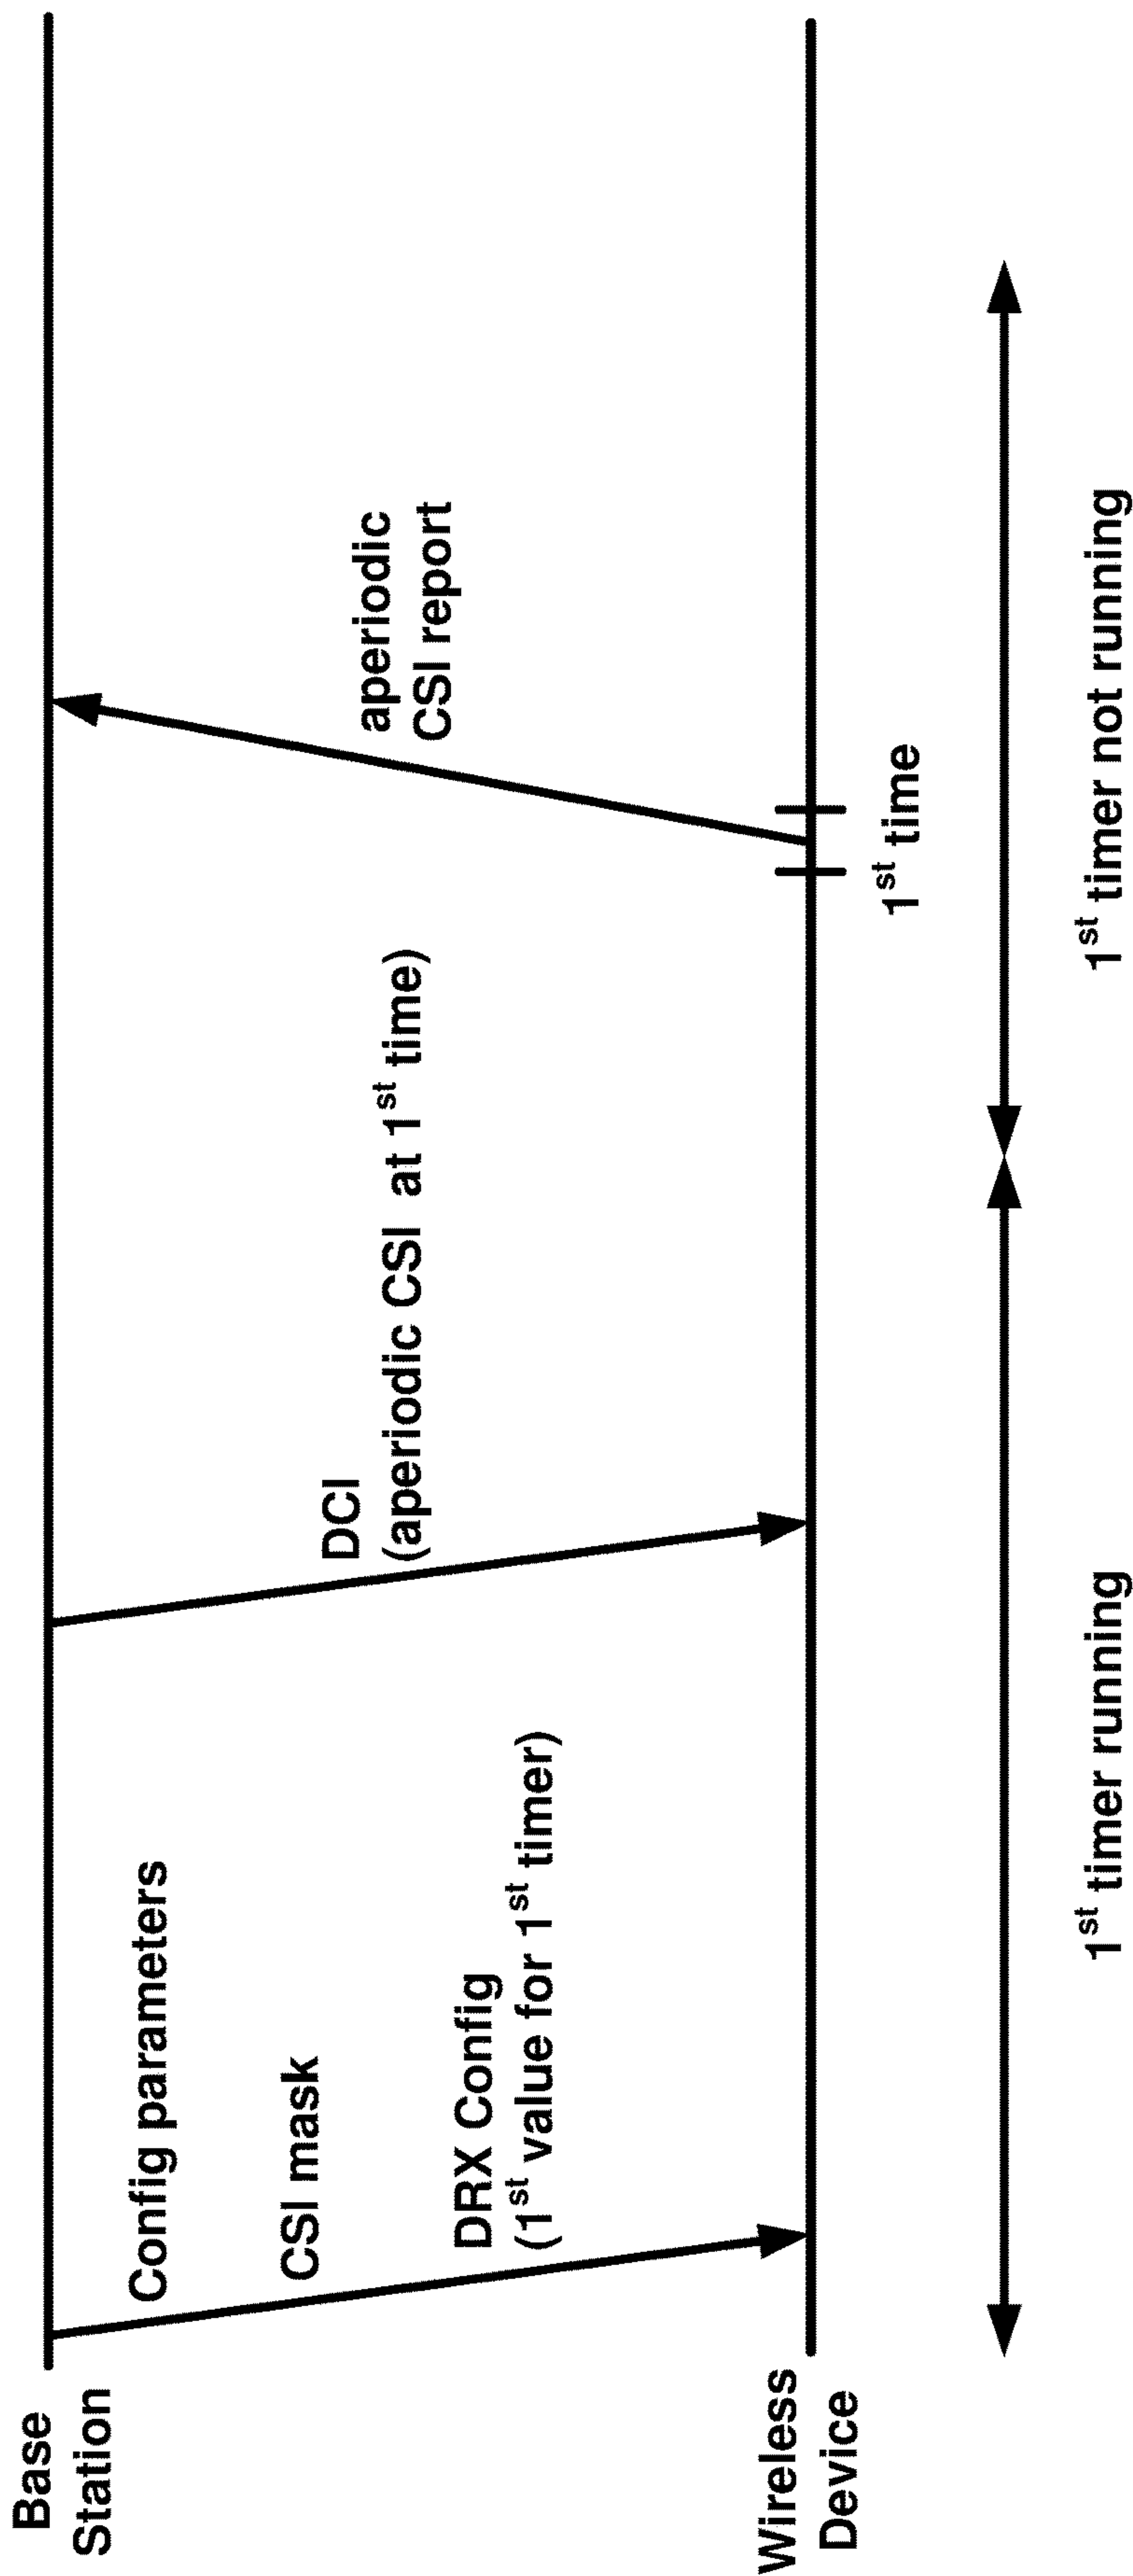 Base
Station
Config parameters
CSI mask
DRX Config
(1st value for 1st timer)
DCI
(aperiodic CSI at 1st time)
aperiodic
CSI report
Wireless
Device
1st time
1st timer running
1st timer not running